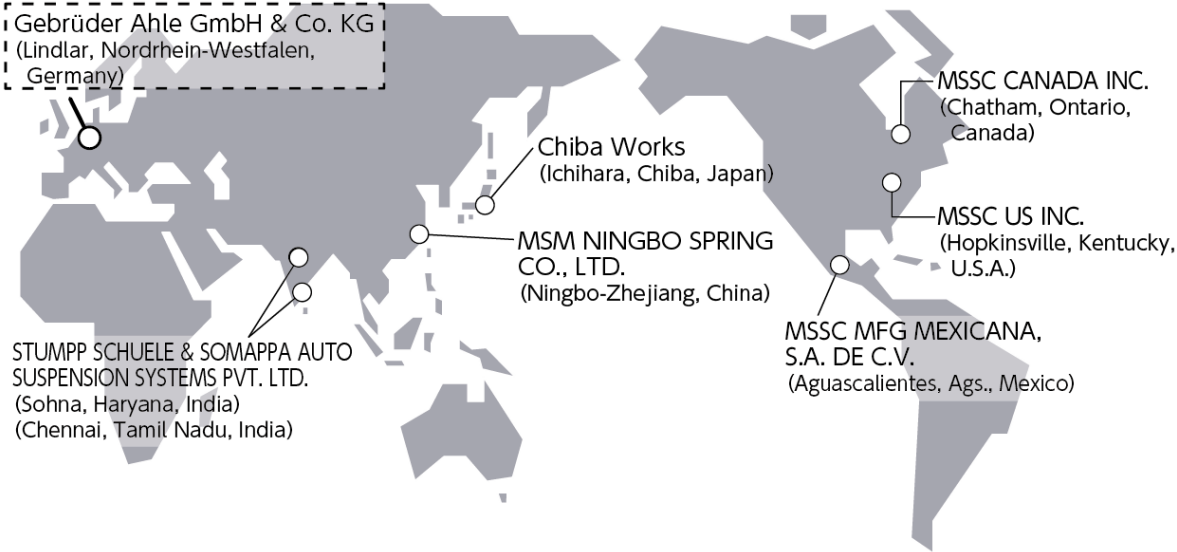 Gebrüder Ahle GmbH & Co. KG
(Lindlar, Nordrhein-Westfalen,
Germany)
Chiba Works
(Ichihara, Chiba, Japan)
MSM NINGBO SPRING
CO., LTD.
(Ningbo-Zhejiang, China)
STUMPP SCHUELE & SOMAPPA AUTO
SUSPENSION SYSTEMS PVT. LTD.
(Sohna, Haryana, India)
(Chennai, Tamil Nadu, India)
MSSC CANADA INC.
(Chatham, Ontario,
Canada)
MSSC US INC.
(Hopkinsville, Kentucky,
U.S.A.)
MSSC MFG MEXICANA,
S.A. DE C.V.
(Aguascalientes, Ags., Mexico)